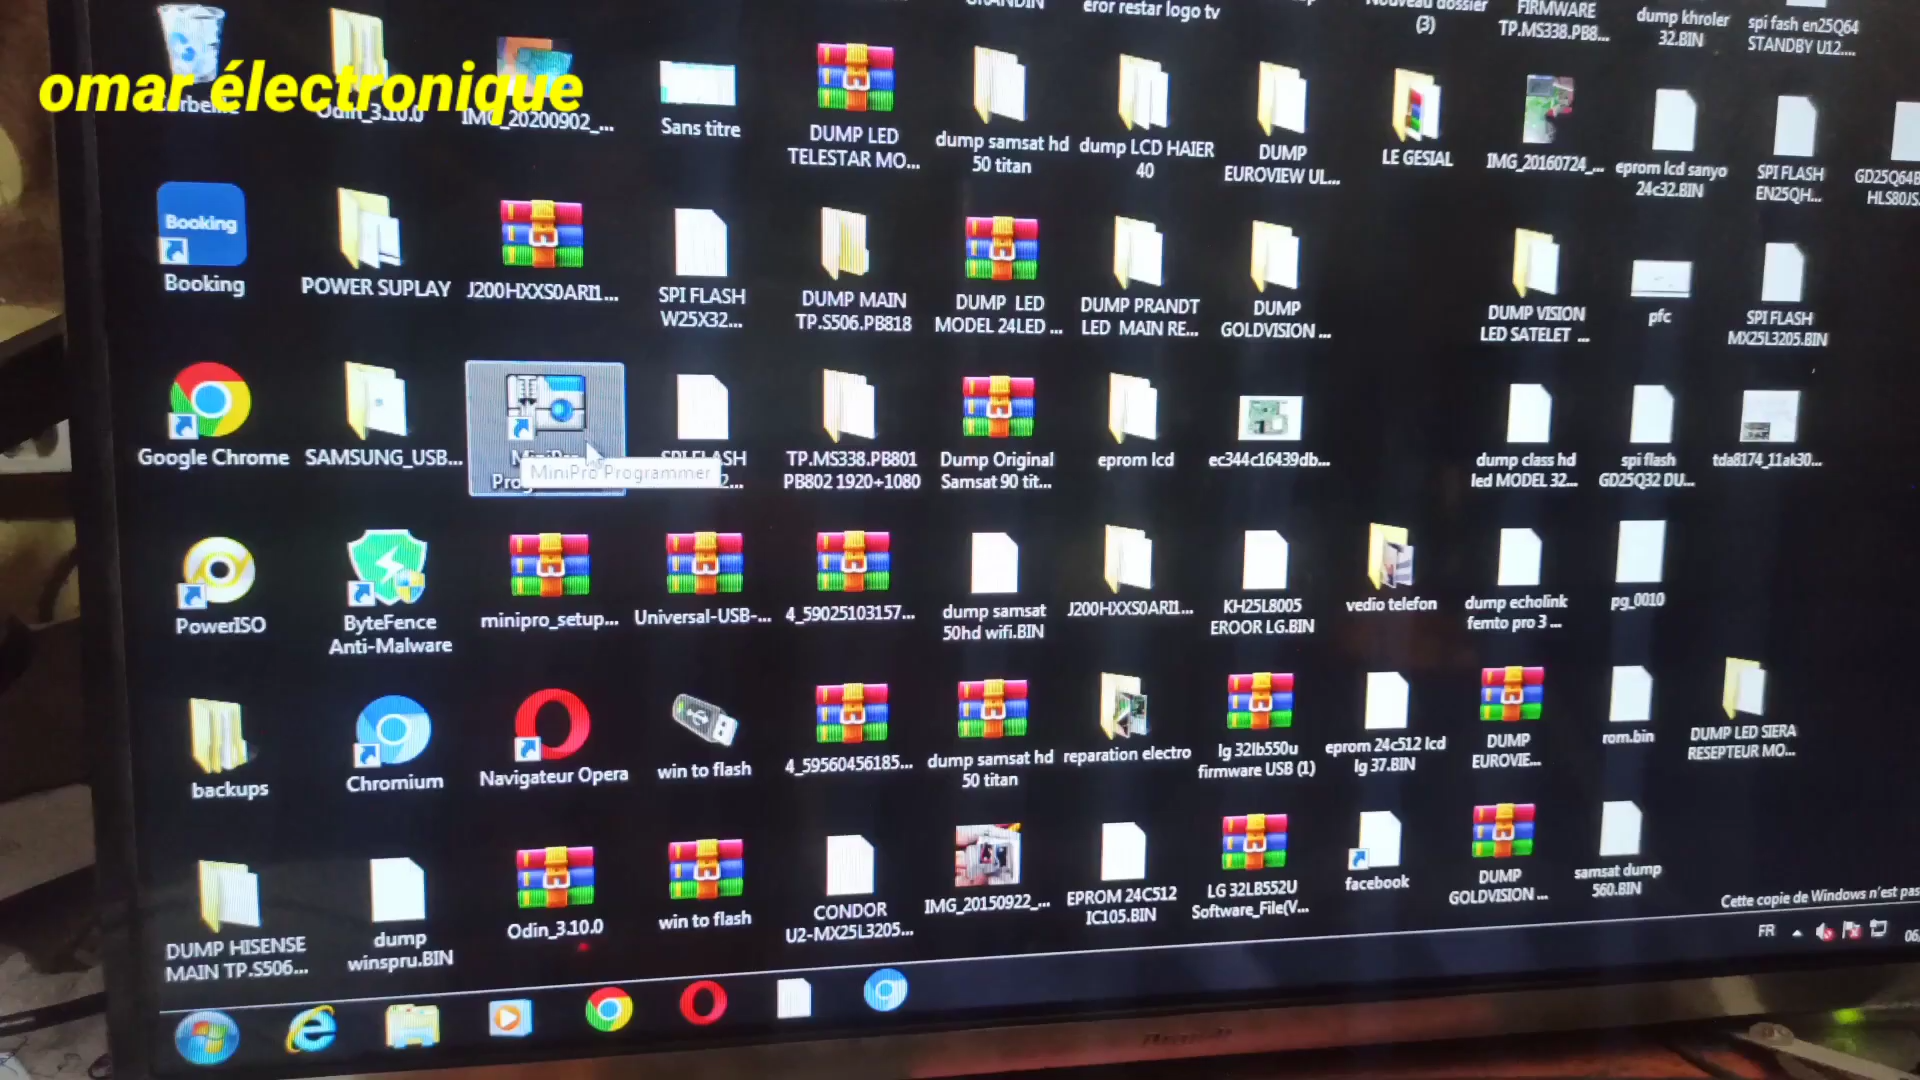 omar électronique
eror restar logo tv
(3)
FIRMWARE
TP.MS338.PB8...
dump khroler
32.BIN
spi fash en25Q64
STANDBY U12....
Odin_3.10.0
IMG_20200902_...
Sans titre
DUMP LED
TELESTAR MO...
dump samsat hd
50 titan
dump LCD HAIER
40
DUMP
EUROVIEW UL...
LE GESIAL
IMG_20160724_...
eprom lcd sanyo
24c32.BIN
SPI FLASH
EN25QH...
Booking
Booking
POWER SUPLAY
J200HXXS0ARI1...
SPI FLASH
W25X32...
DUMP MAIN
TP.S506.PB818
DUMP LED
MODEL 24LED ...
DUMP PRANDT
LED MAIN RE...
DUMP
GOLDVISION ...
DUMP VISION
LED SATELET ...
pfc
SPI FLASH
MX25L3205.BIN
Google Chrome
SAMSUNG_USB...
MiniPro Programmer
TP.MS338.PB801
PB802 1920+1080
Dump Original
Samsat 90 tit...
eprom lcd
ec344c16439db...
dump class hd
led MODEL 32...
spi flash
GD25Q32 DU...
tda8174_11ak30...
PowerISO
ByteFence
Anti-Malware
minipro_setup...
Universal-USB-...
4_59025103157...
dump samsat
50hd wifi.BIN
J200HXXS0ARI1...
KH25L8005
EROOR LG.BIN
vedio telefon
dump echolink
femto pro 3 ...
pg_0010
backups
Chromium
Navigateur Opera
win to flash
4_59560456185...
dump samsat hd
50 titan
reparation electro
lg 32lb550u
firmware USB (1)
eprom 24c512 lcd
lg 37.BIN
DUMP
EUROVIE...
rom.bin
DUMP LED SIERA
RESEPTEUR MO...
DUMP HISENSE
MAIN TP.S506...
dump
winspru.BIN
Odin_3.10.0
win to flash
CONDOR
U2-MX25L3205...
IMG_20150922_...
EPROM 24C512
IC105.BIN
LG 32LB552U
Software_File(V...
facebook
DUMP
GOLDVISION ...
samsat dump
560.BIN
Cette copie de Windows n'est pas
FR